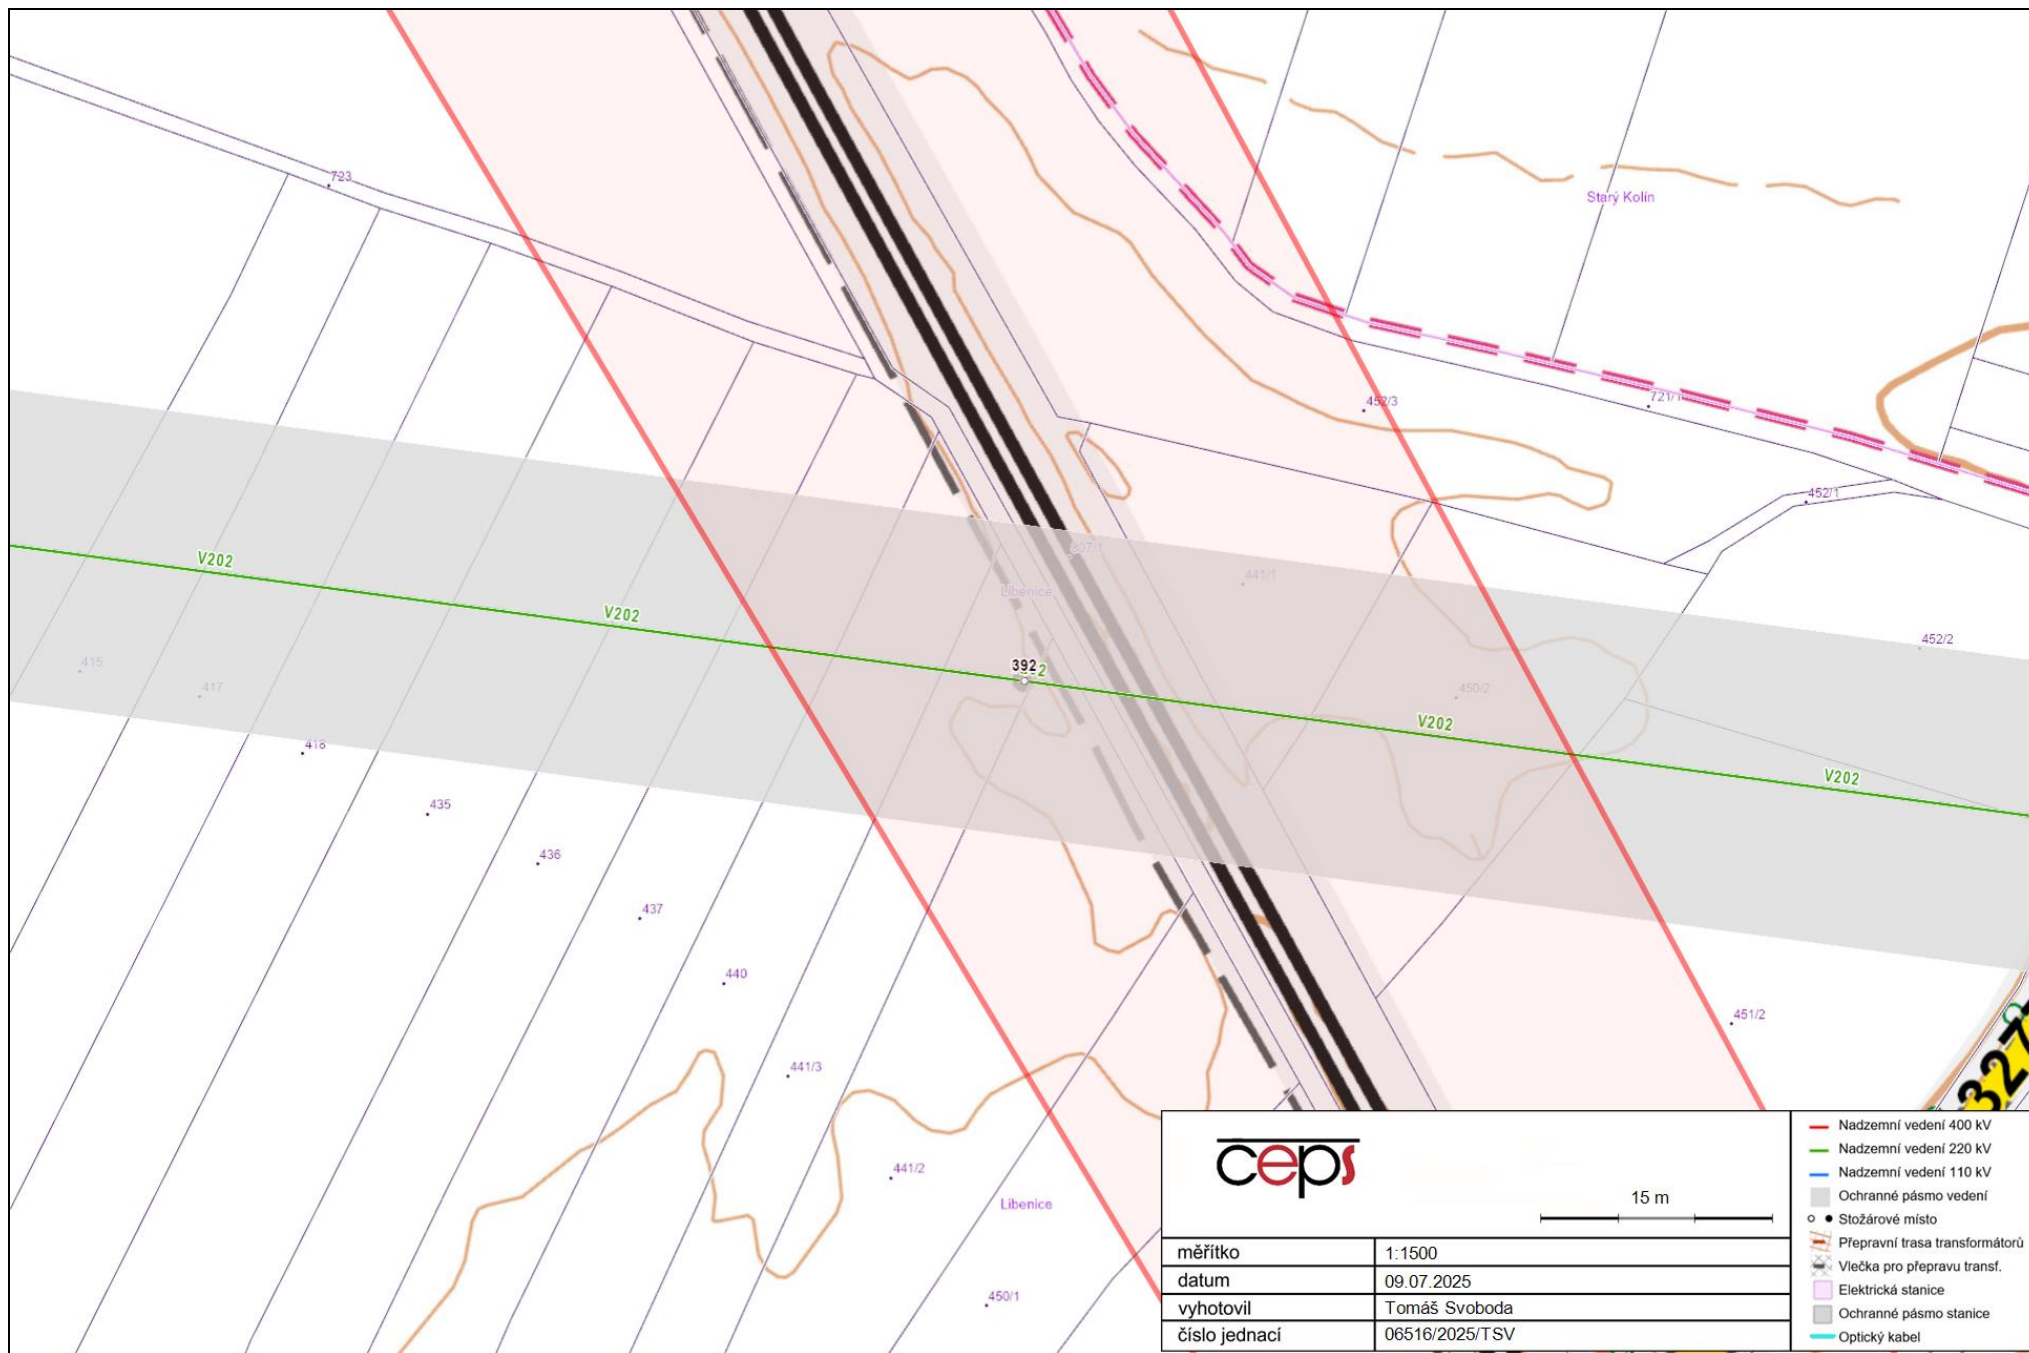 723
Starý Kolín
452/3
721/1
452/1
807/1
441/1
Libenice
V202
V202
452/2
415
417
392
450/2
V202
V202
418
435
436
437
440
451/2
441/3
441/2
Libenice
450/1
327
čeps
15 m
měřítko 1:1500
datum 09.07.2025
vyhotovil Tomáš Svoboda
číslo jednací 06516/2025/TSV
Nadzemní vedení 400 kV
Nadzemní vedení 220 kV
Nadzemní vedení 110 kV
Ochranné pásmo vedení
Stožárové místo
Přepravní trasa transformátorů
Vlečka pro přepravu transf.
Elektrická stanice
Ochranné pásmo stanice
Optický kabel